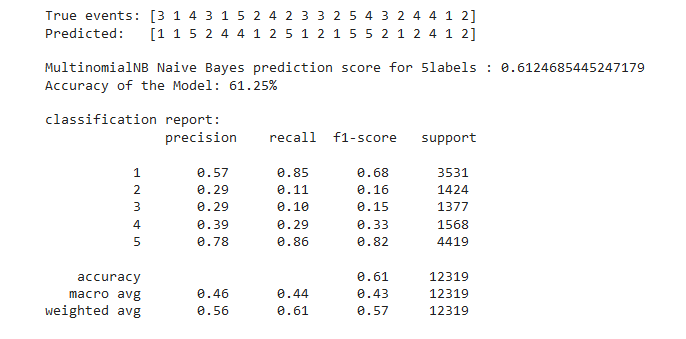 True events: [3 1 4 3 1 5 2 4 2 3 3 2 5 4 3 2 4 4 1 2]
Predicted:   [1 1 5 2 4 4 1 2 5 1 2 1 5 5 2 1 2 4 1 2]
MultinomialNB Naive Bayes prediction score for 5labels : 0.6124685445247179
Accuracy of the Model: 61.25%
classification report:
precision recall f1-score support
1 0.57 0.85 0.68 3531
2 0.29 0.11 0.16 1424
3 0.29 0.10 0.15 1377
4 0.39 0.29 0.33 1568
5 0.78 0.86 0.82 4419
accuracy 0.61 12319
macro avg 0.46 0.44 0.43 12319
weighted avg 0.56 0.61 0.57 12319